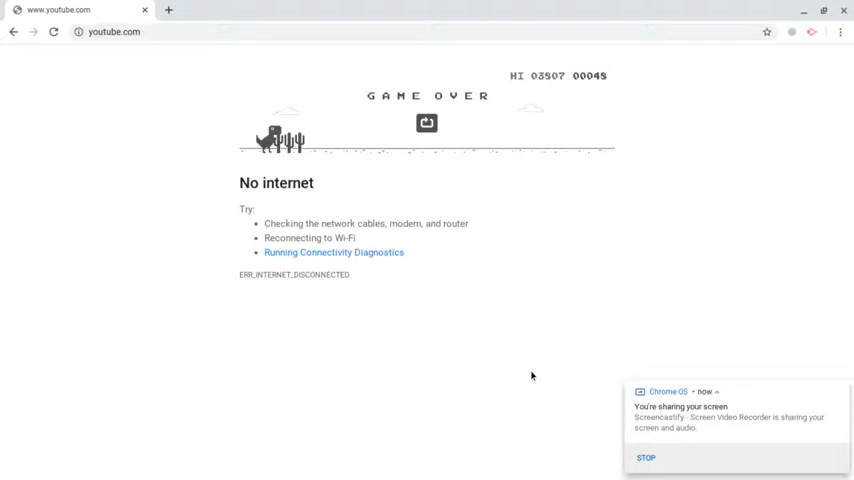 www.youtube.com
youtube.com
HI 03807 00048
GAME OVER
No internet
Try:
Checking the network cables, modem, and router
Reconnecting to Wi-Fi
Running Connectivity Diagnostics
ERR_INTERNET_DISCONNECTED
Chrome OS • now
You're sharing your screen
Screencastify - Screen Video Recorder is sharing your
screen and audio.
STOP